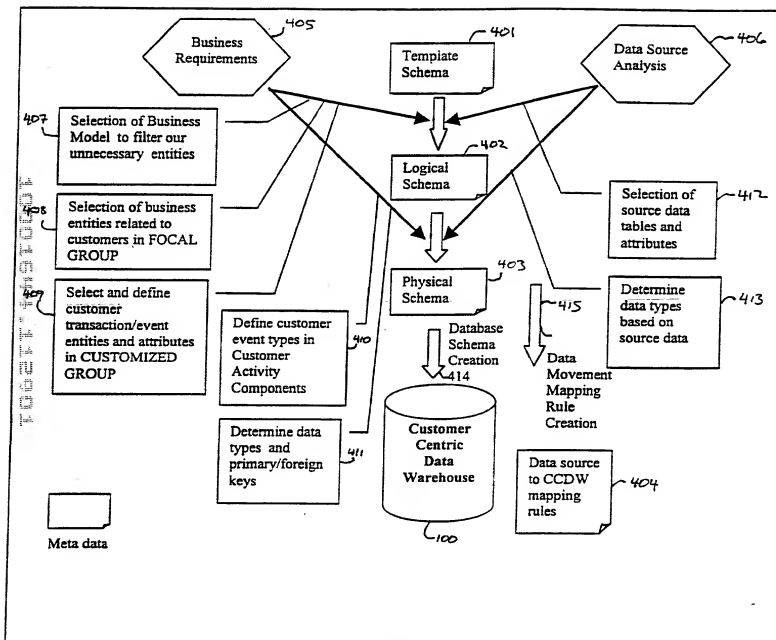 405
Business
Requirements
401
Template
Schema
Data Source
Analysis
406
407
Selection of Business
Model to filter our
unnecessary entities
402
Logical
Schema
408
Selection of business
entities related to
customers in FOCAL
GROUP
Selection of
source data
tables and
attributes
412
409
Select and define
customer
transaction/event
entities and attributes
in CUSTOMIZED
GROUP
403
Physical
Schema
Determine
data types
based on
source data
413
Define customer
event types in
Customer
Activity
Components
410
Database
Schema
Creation
414
415
Data
Movement
Mapping
Rule
Creation
Determine data
types and
primary/foreign
keys
411
Customer
Centric
Data
Warehouse
100
Data source
to CCDW
mapping
rules
404
Meta data